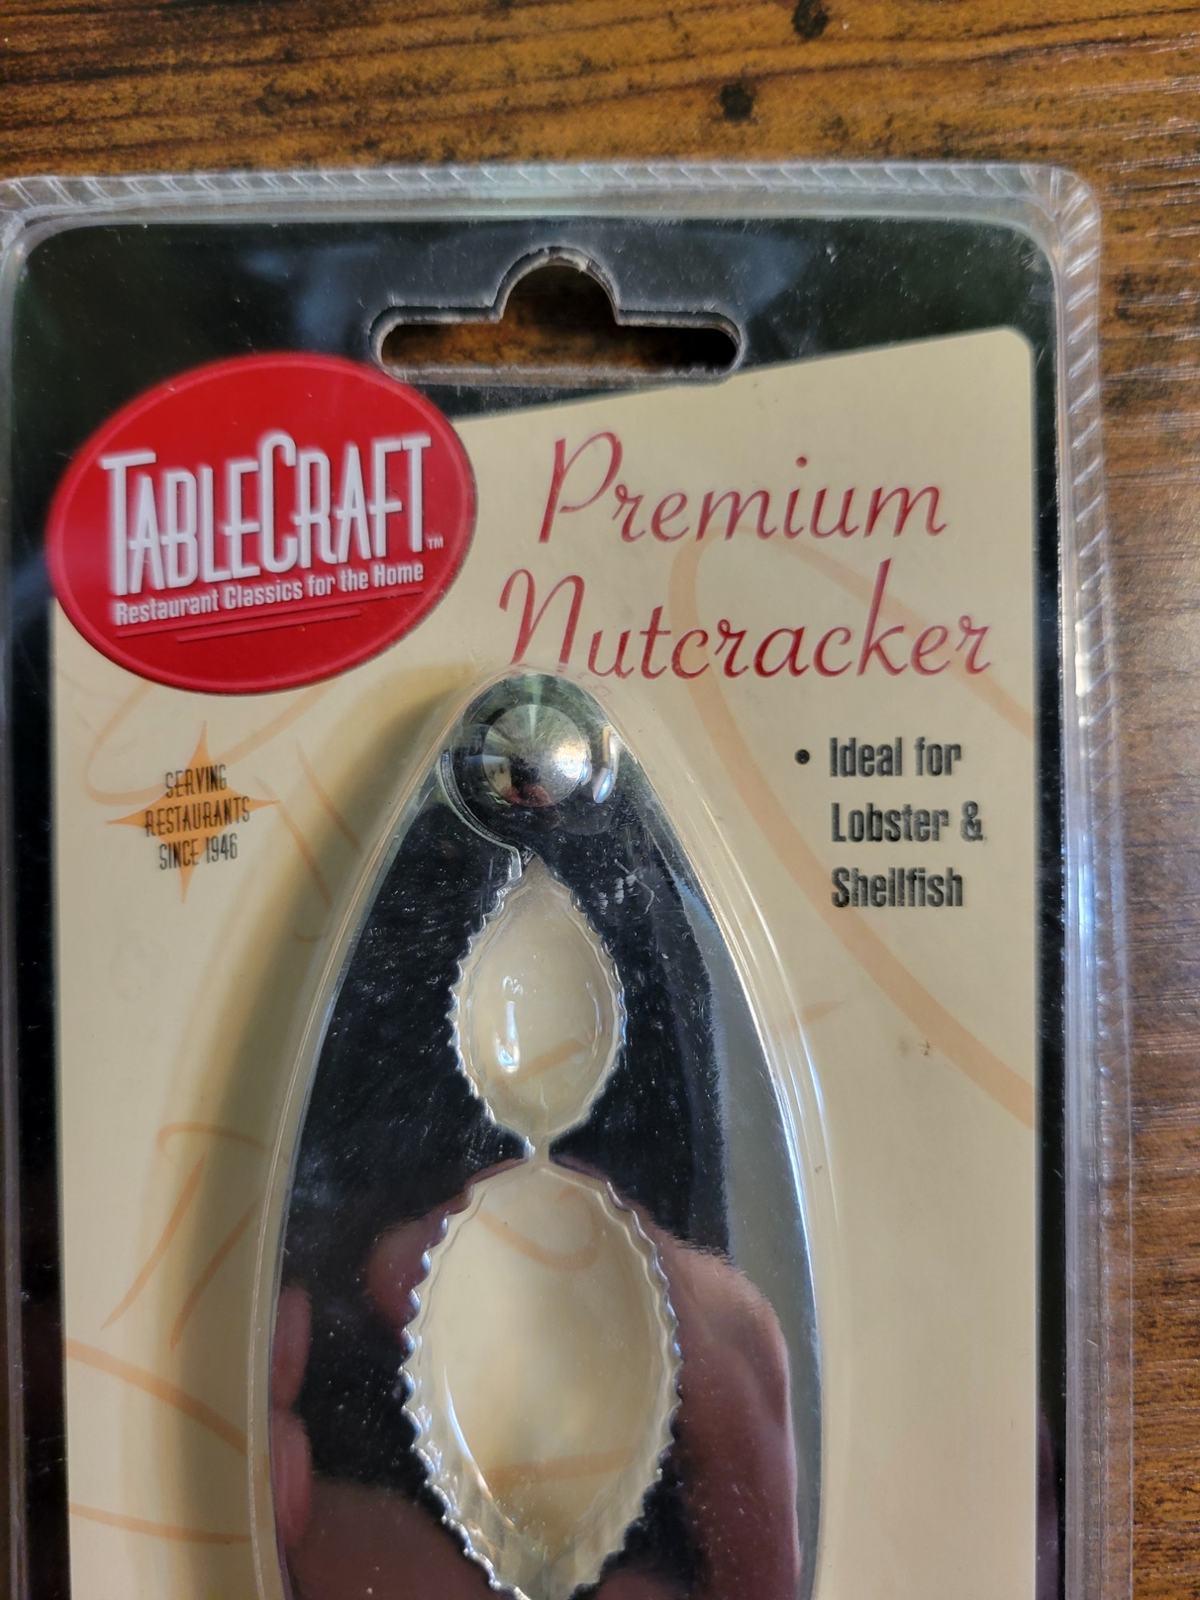 TABLECRAFT™
Restaurant Classics for the Home
Premium
Nutcracker
• Ideal for
Lobster &
Shellfish
SERVING
RESTAURANTS
SINCE 1946